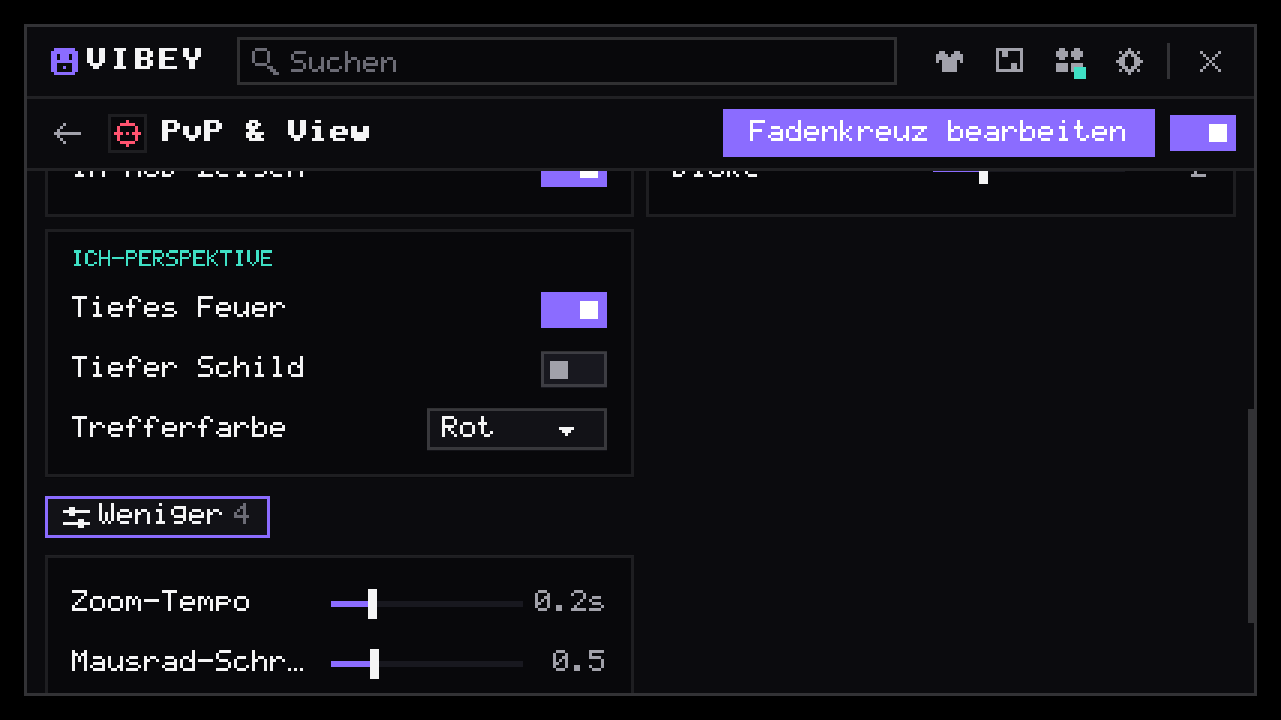 VIBEY
Suchen
PvP & View
Fadenkreuz bearbeiten
ICH-PERSPEKTIVE
Tiefes Feuer
Tiefer Schild
Trefferfarbe
Rot
Weniger 4
Zoom-Tempo
0.2s
Mausrad-Schr…
0.5